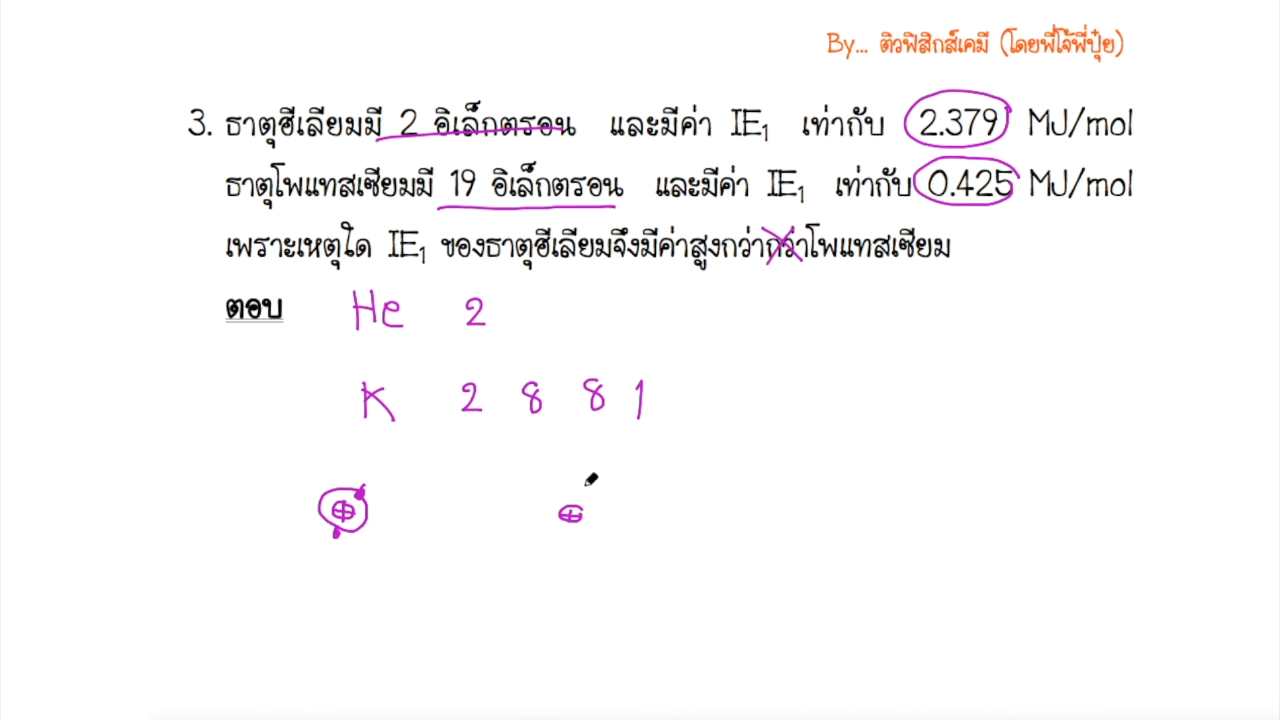 By... ติวฟิสิกส์เคมี (โดยพี่โจ้พี่ปุ๋ย)
3. ธาตุฮีเลียมมี 2 อิเล็กตรอน และมีค่า IE₁ เท่ากับ 2.379 MJ/mol
ธาตุโพแทสเซียมมี 19 อิเล็กตรอน และมีค่า IE₁ เท่ากับ 0.425 MJ/mol
เพราะเหตุใด IE₁ ของธาตุฮีเลียมจึงมีค่าสูงกว่ากว่าโพแทสเซียม
ตอบ He 2
K 2 8 8 1
+ +